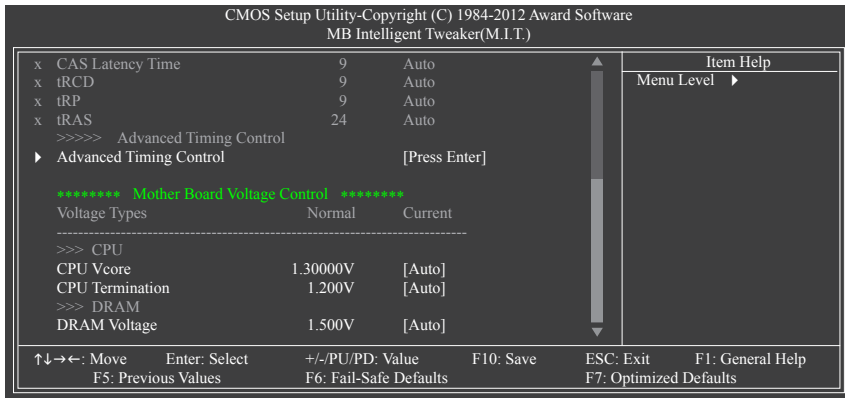 CMOS Setup Utility-Copyright (C) 1984-2012 Award Software
MB Intelligent Tweaker(M.I.T.)
x CAS Latency Time 9 Auto
x tRCD 9 Auto
x tRP 9 Auto
x tRAS 24 Auto
>>>>> Advanced Timing Control
▶ Advanced Timing Control [Press Enter]
******** Mother Board Voltage Control ********
Voltage Types Normal Current
-----------------------------------------------------------------------------
>>> CPU
CPU Vcore 1.30000V [Auto]
CPU Termination 1.200V [Auto]
>>> DRAM
DRAM Voltage 1.500V [Auto]
Item Help
Menu Level ▶
↑↓→←: Move Enter: Select +/-/PU/PD: Value F10: Save ESC: Exit F1: General Help
F5: Previous Values F6: Fail-Safe Defaults F7: Optimized Defaults